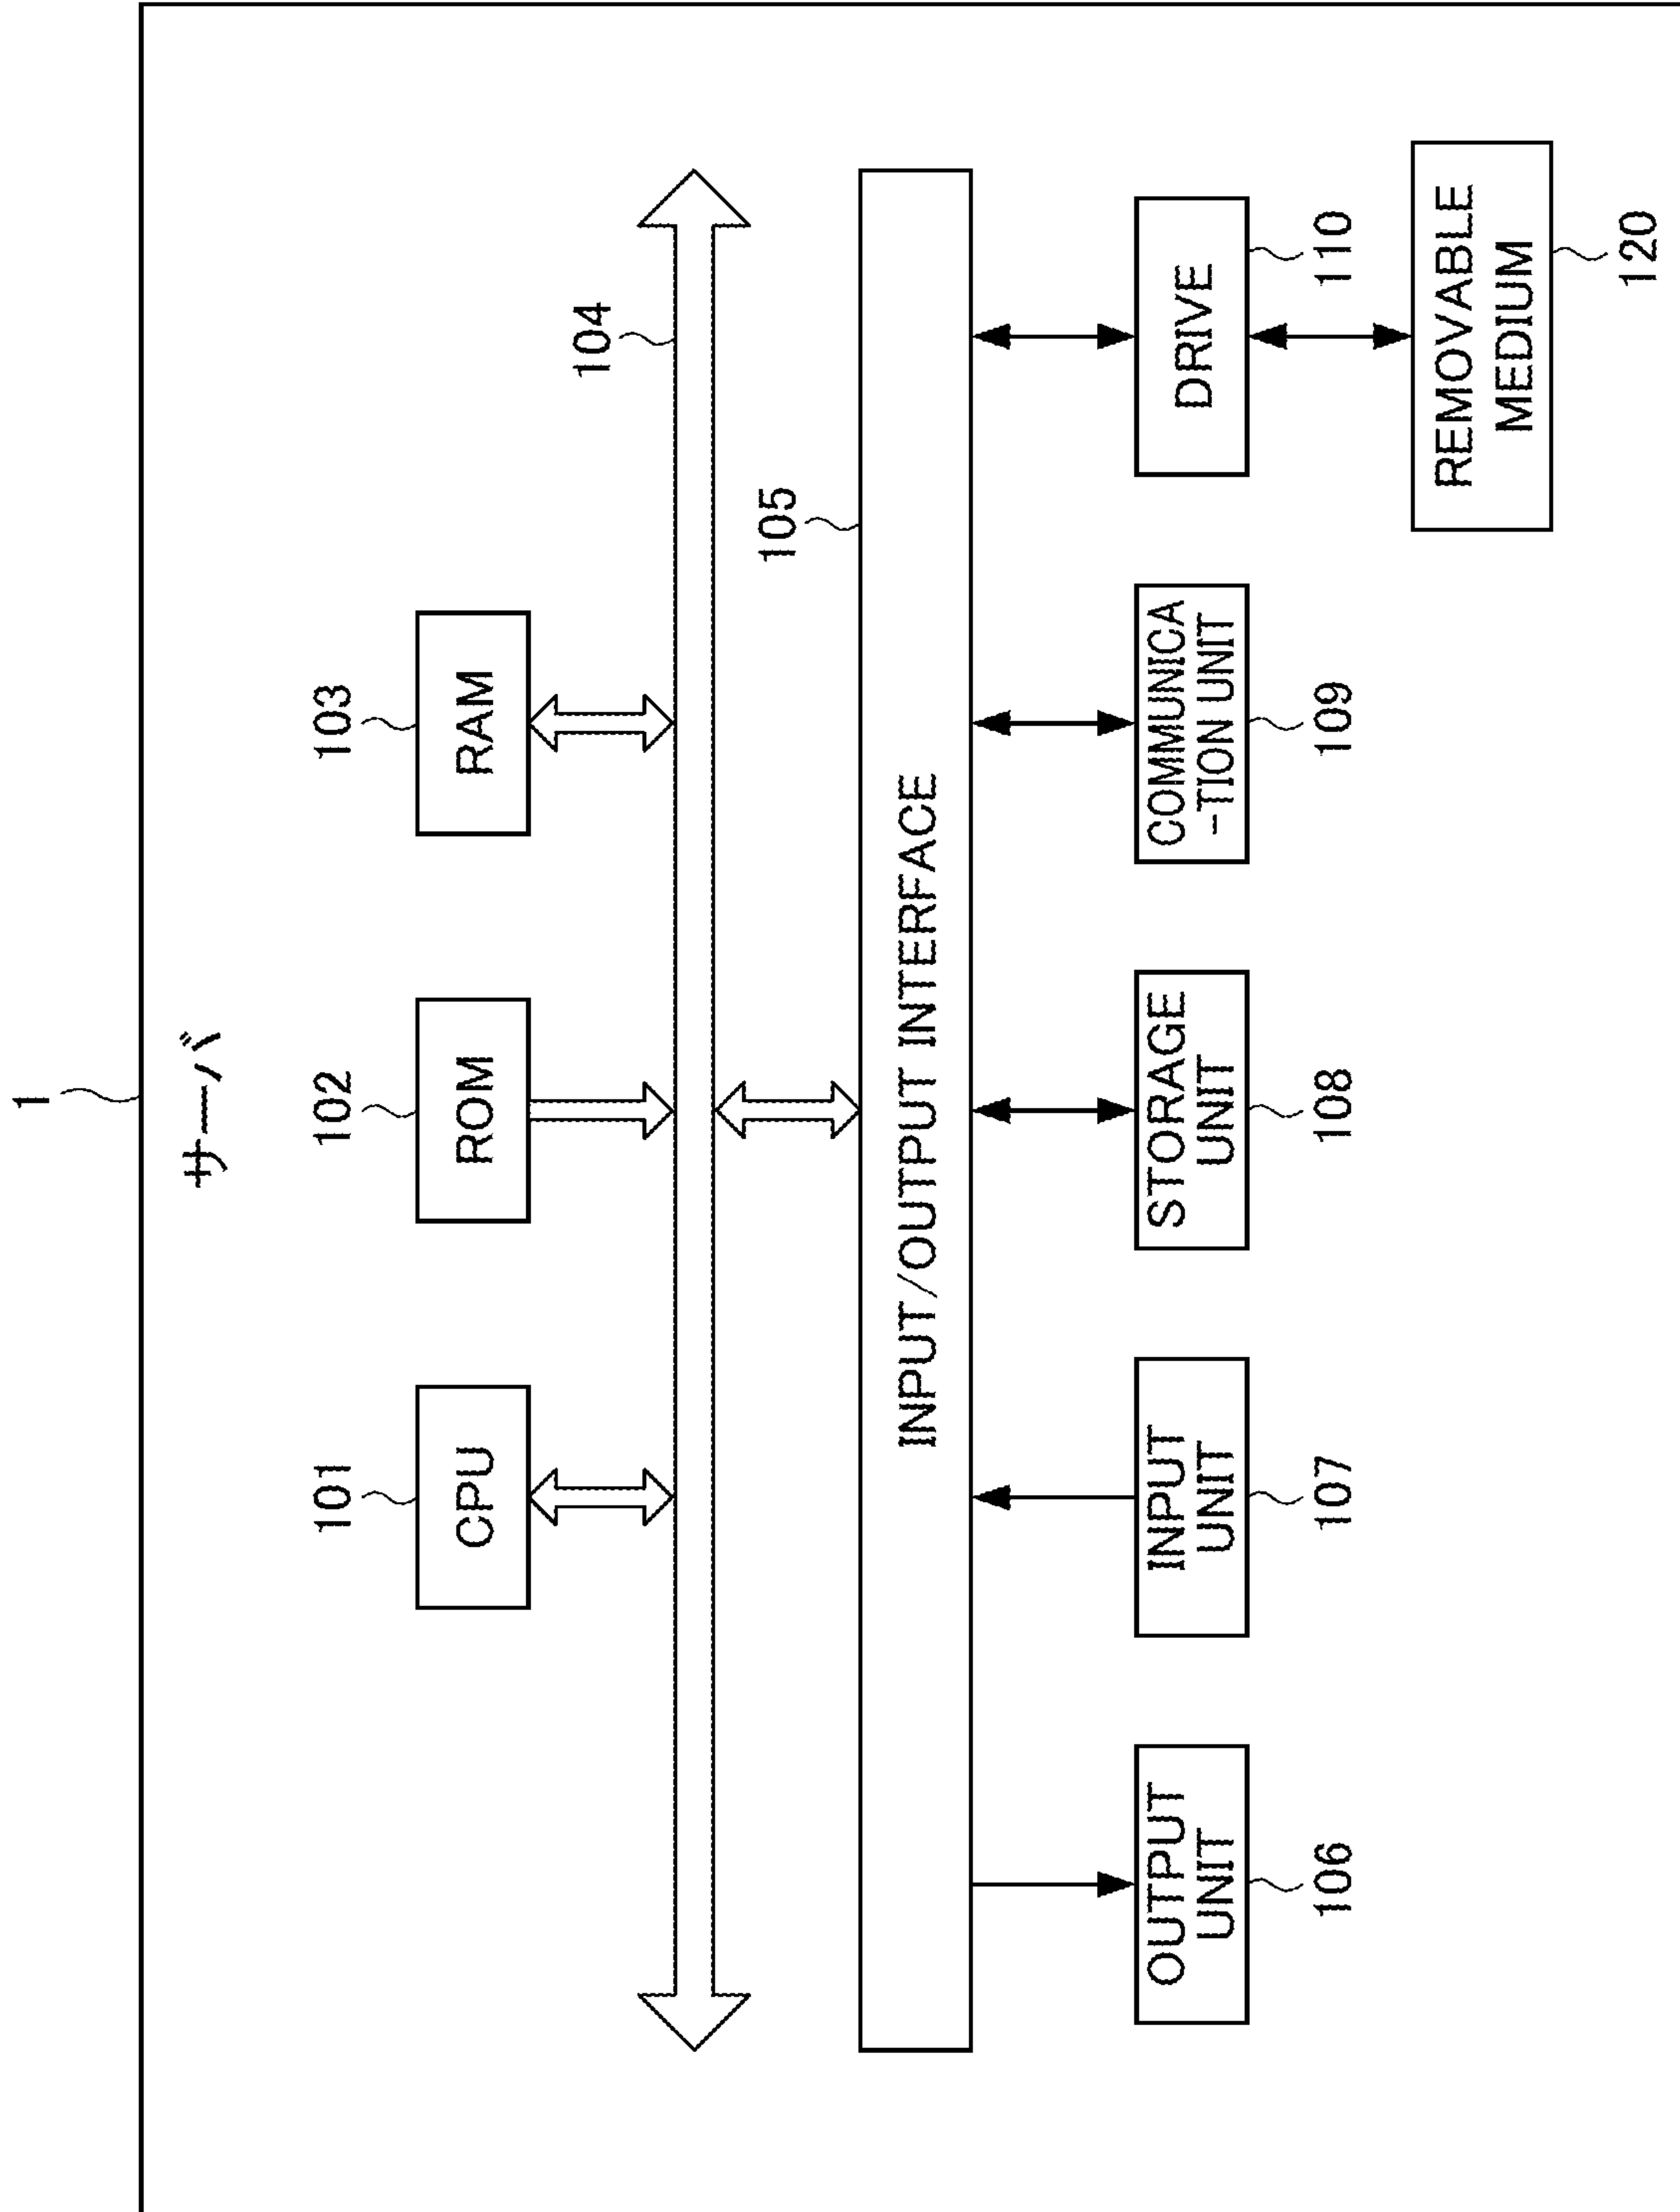 1
サーバ
101
102
103
CPU
ROM
RAM
104
105
INPUT/OUTPUT INTERFACE
OUTPUT
UNIT
INPUT
UNIT
STORAGE
UNIT
COMMUNICA
-TION UNIT
DRIVE
106
107
108
109
110
REMOVABLE
MEDIUM
120